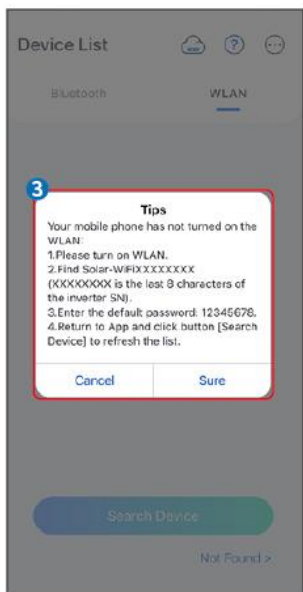 Device List
Bluetooth
WLAN
3
Tips
Your mobile phone has not turned on the
WLAN:
1.Please turn on WLAN.
2.Find Solar-WiFiXXXXXXXX
(XXXXXXXX is the last 8 characters of
the inverter SN).
3.Enter the default password: 12345678.
4.Return to App and click button [Search
Device] to refresh the list.
Cancel
Sure
Search Device
Not Found >